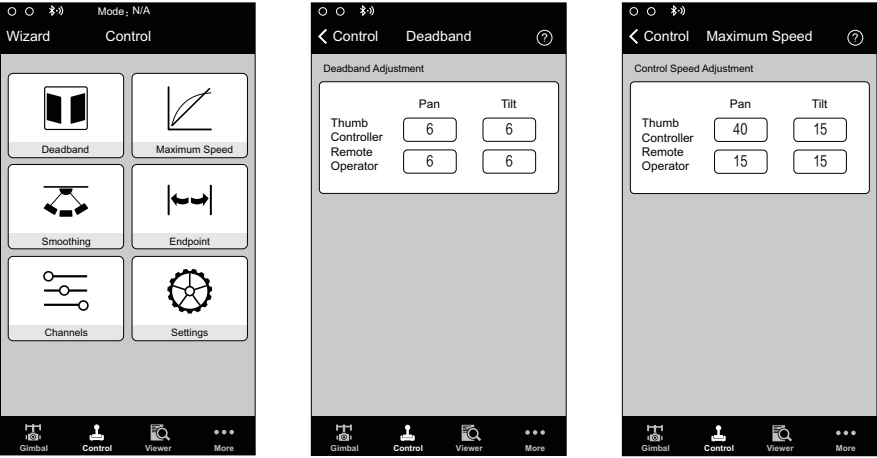 Mode: N/A
Wizard Control
Deadband Maximum Speed
Smoothing Endpoint
Channels Settings
Gimbal Control Viewer More
Control Deadband ?
Deadband Adjustment
Pan Tilt
Thumb
Controller 6 6
Remote
Operator 6 6
Gimbal Control Viewer More
Control Maximum Speed ?
Control Speed Adjustment
Pan Tilt
Thumb
Controller 40 15
Remote
Operator 15 15
Gimbal Control Viewer More